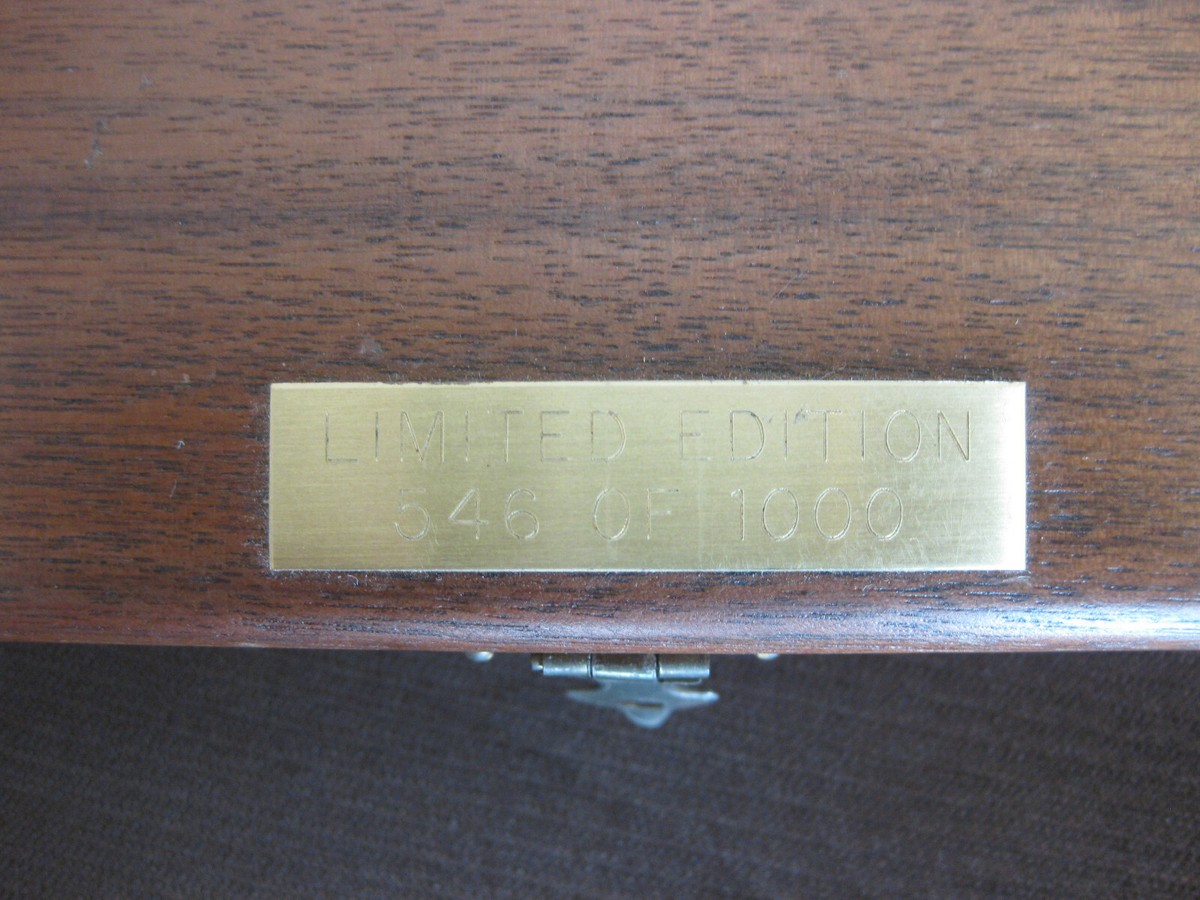 LIMITED EDITION
546 OF 1000